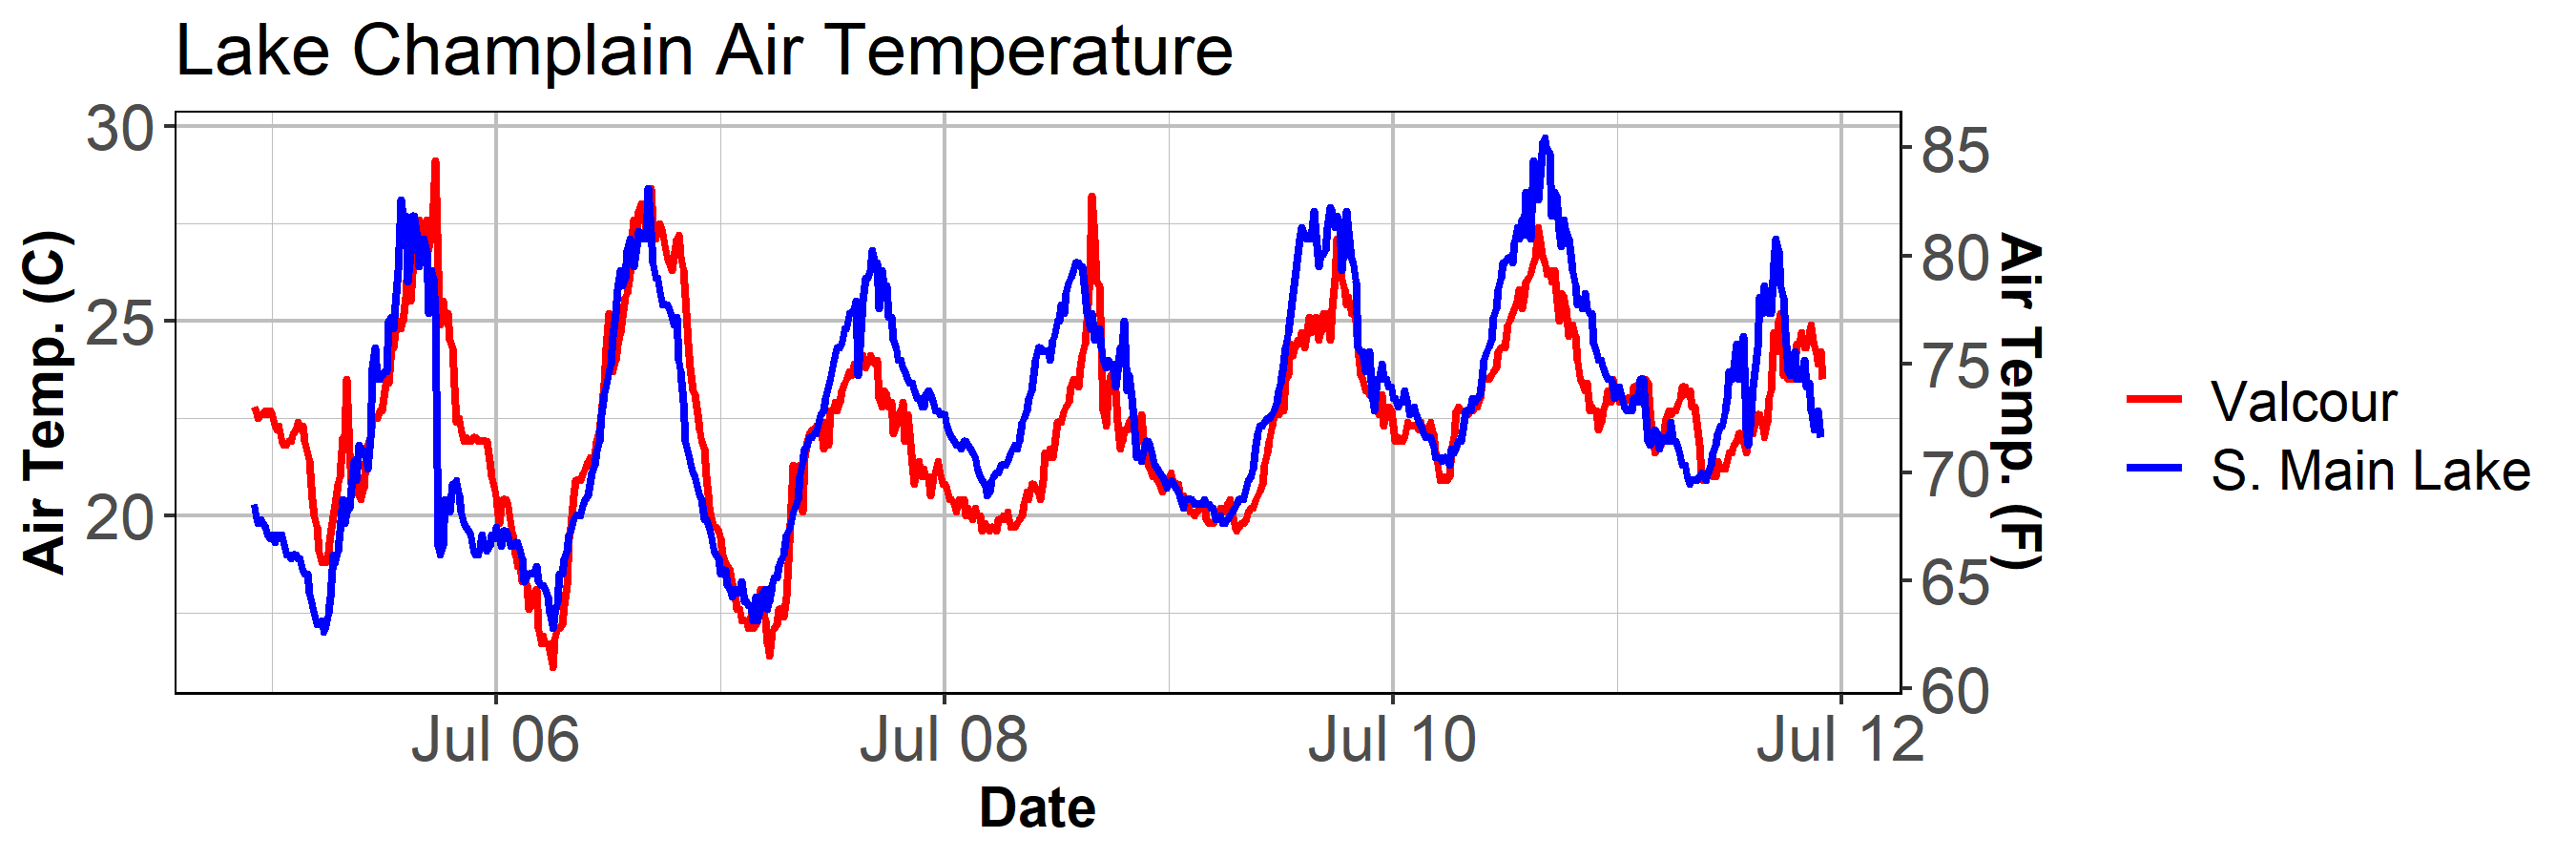 Lake Champlain Air Temperature
30
25
20
Air Temp. (C)
85
80
75
70
65
60
Air Temp. (F)
Jul 06
Jul 08
Jul 10
Jul 12
Date
Valcour
S. Main Lake